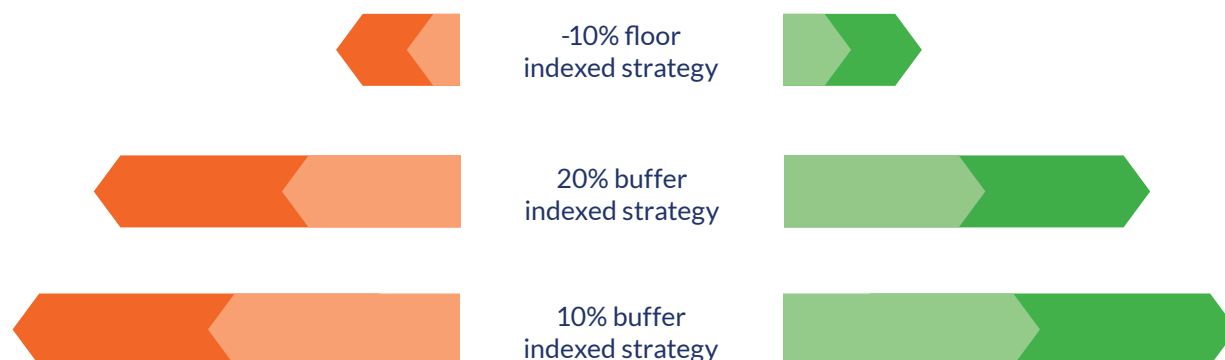 -10% floor
indexed strategy
20% buffer
indexed strategy
10% buffer
indexed strategy